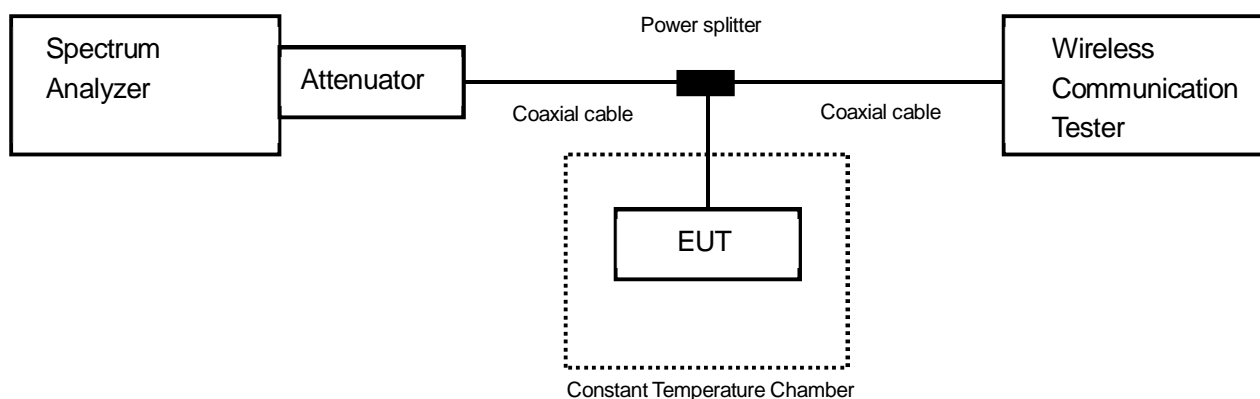 Power splitter
Spectrum
Analyzer
Attenuator
Wireless
Communication
Tester
Coaxial cable
Coaxial cable
EUT
Constant Temperature Chamber